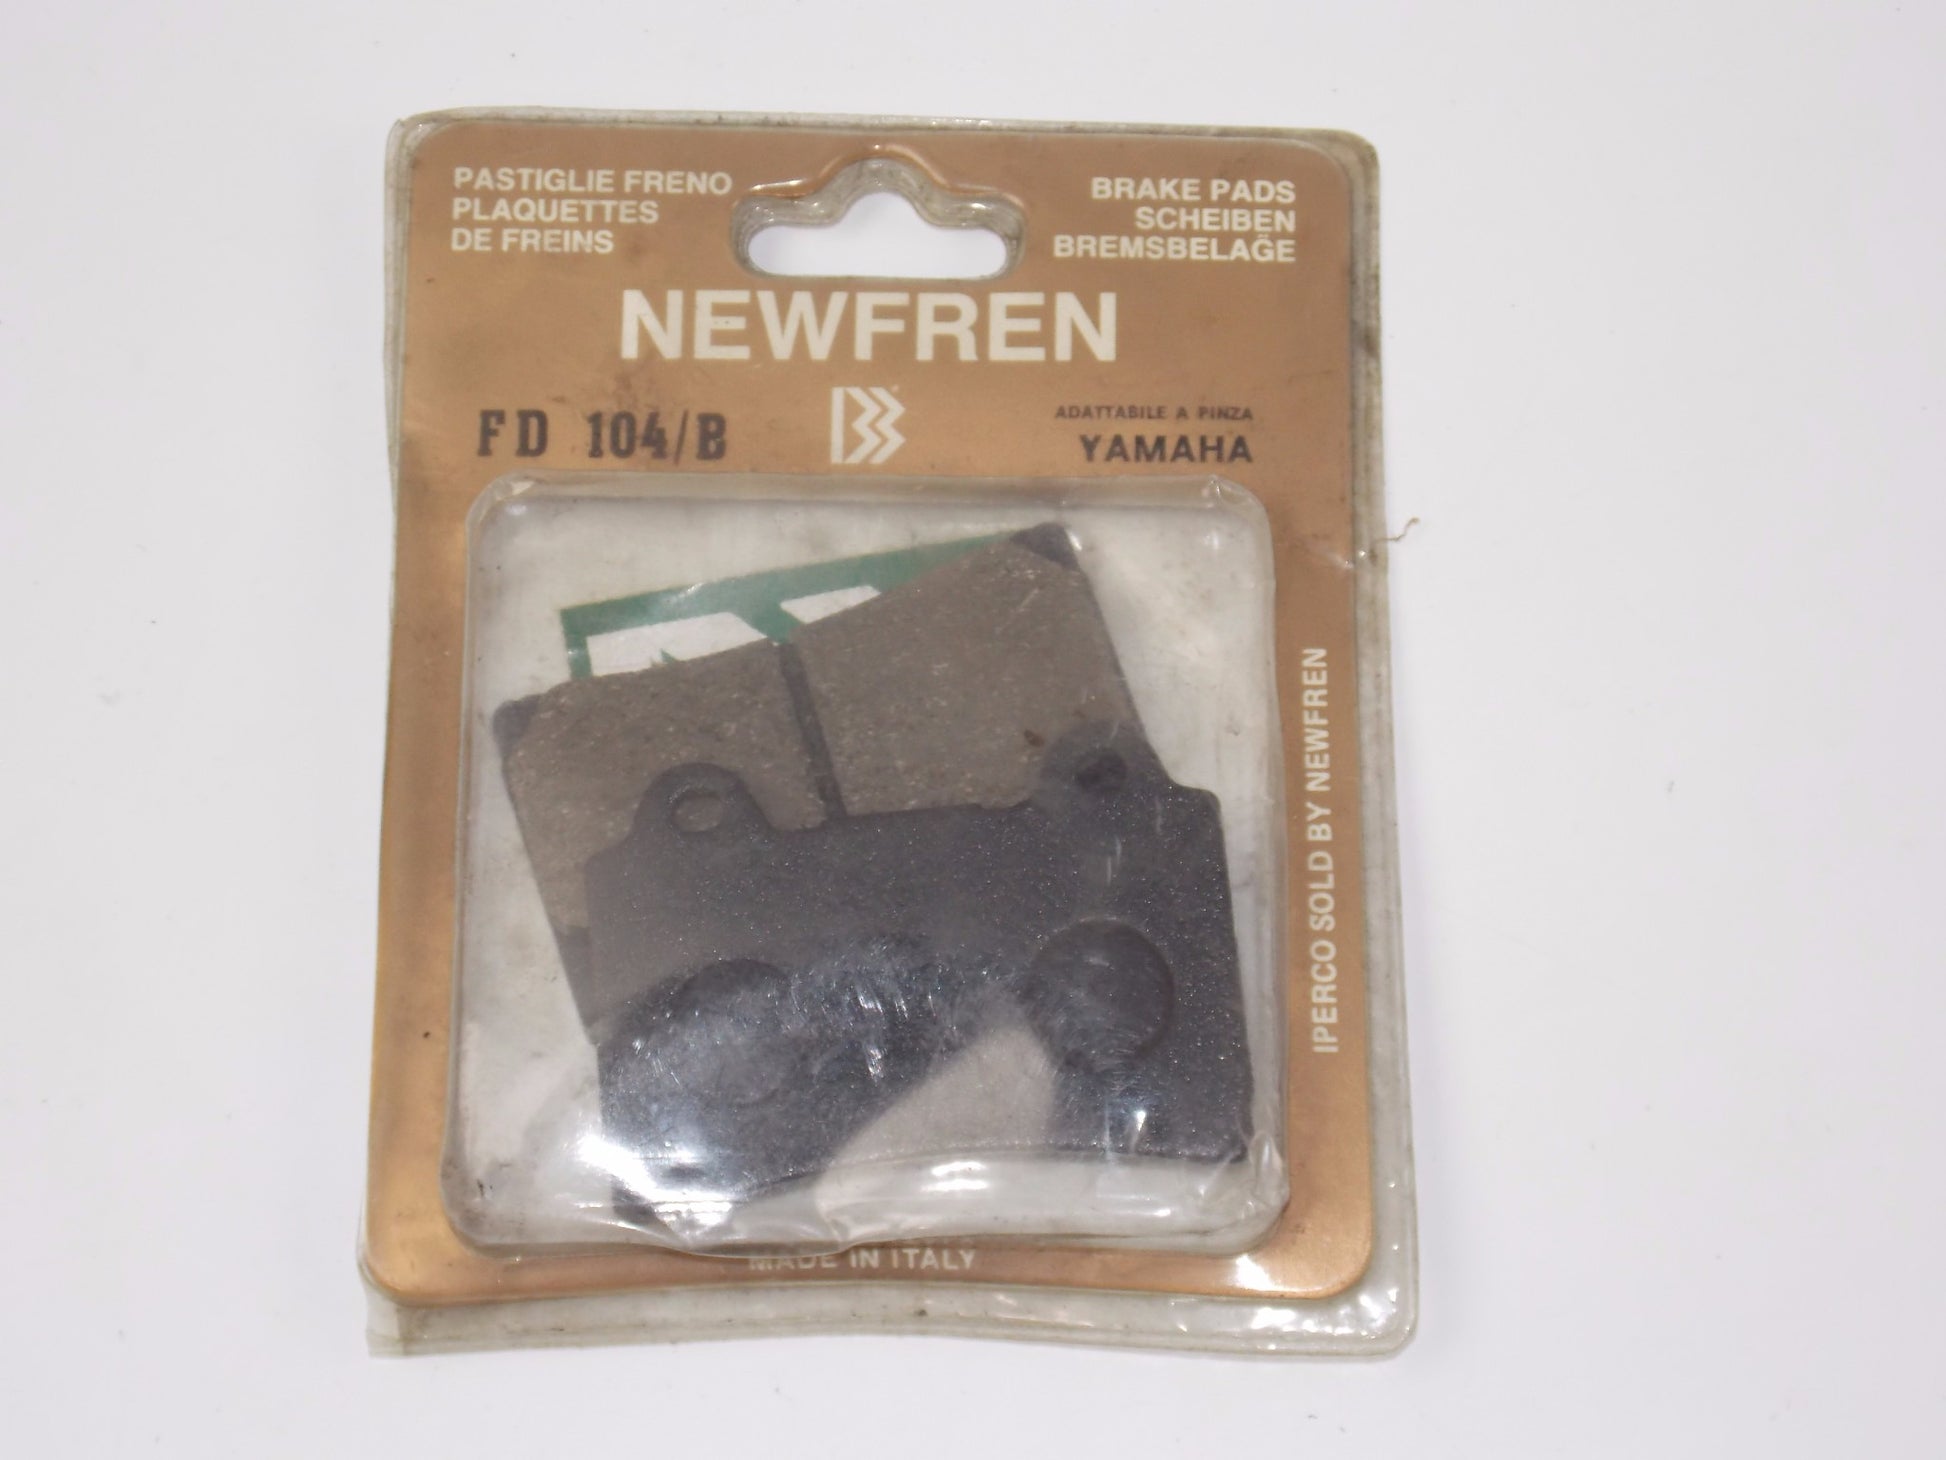 PASTIGLIE FRENO
PLAQUETTES
DE FREINS
BRAKE PADS
SCHEIBEN
BREMSBELAĞE
NEWFREN
FD 104/B
ADATTABILE A PINZA
YAMAHA
IPERCO SOLD BY NEWFREN
MADE IN ITALY